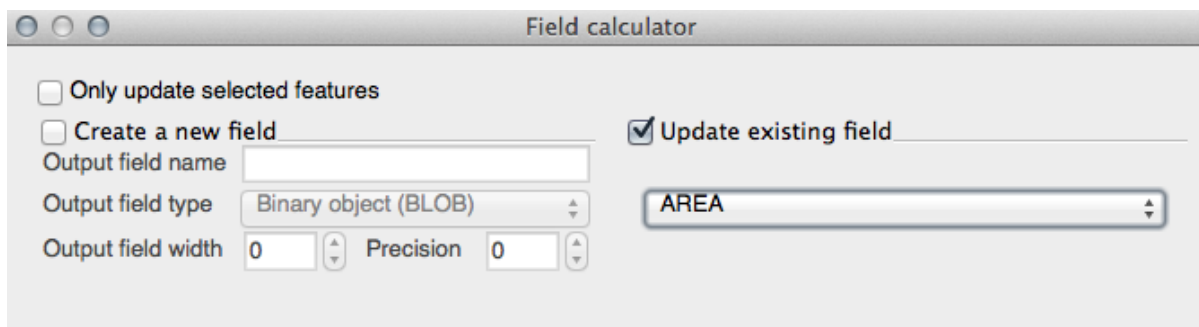 Field calculator
Only update selected features
Create a new field
Output field name
Output field type Binary object (BLOB)
Output field width 0 Precision 0
Update existing field
AREA